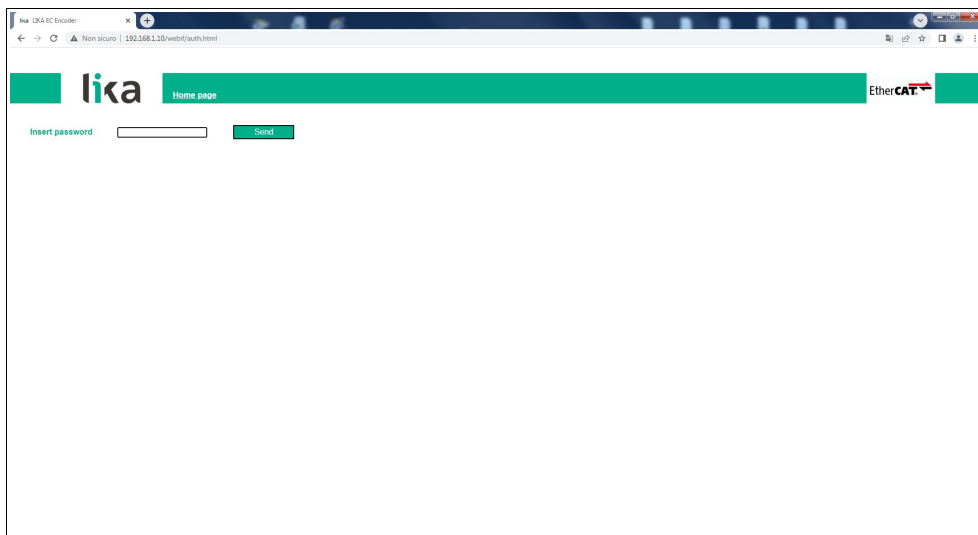 lika LIKA EC Encoder
Non sicuro | 192.168.1.10/webif/auth.html
lika
Home page
EtherCAT.
Insert password
Send